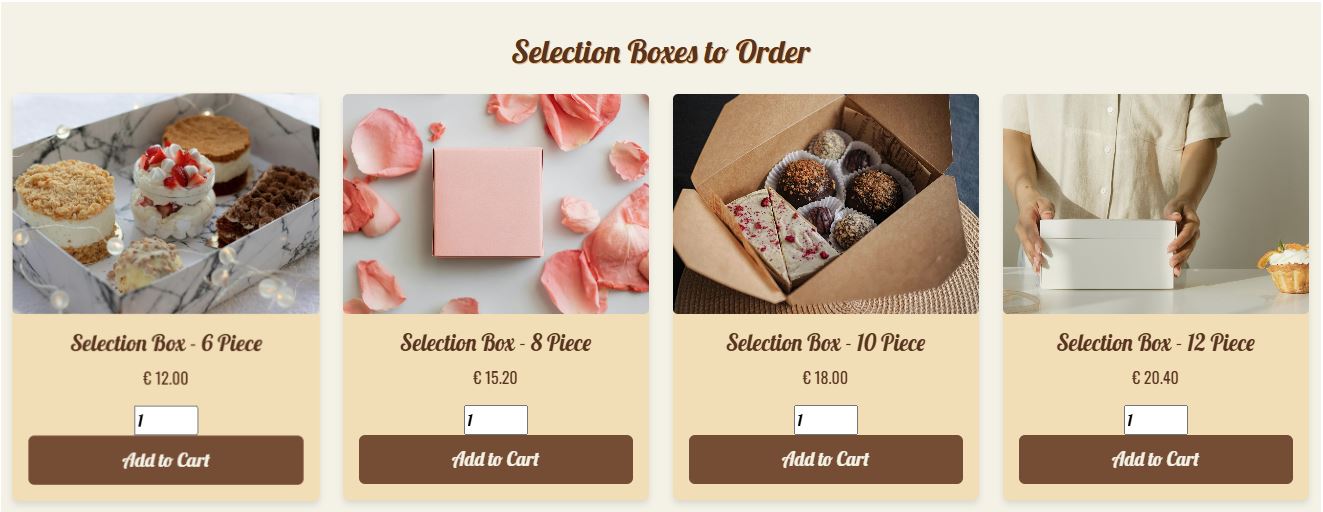 Selection Boxes to Order
Selection Box - 6 Piece
€ 12.00
1
Add to Cart
Selection Box - 8 Piece
€ 15.20
1
Add to Cart
Selection Box - 10 Piece
€ 18.00
1
Add to Cart
Selection Box - 12 Piece
€ 20.40
1
Add to Cart